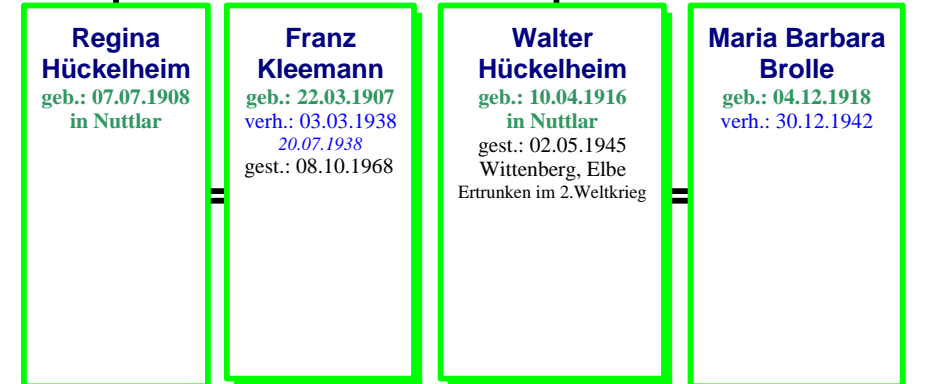 Regina
Hückelheim
geb.: 07.07.1908
in Nuttlar
Franz
Kleemann
geb.: 22.03.1907
verh.: 03.03.1938
20.07.1938
gest.: 08.10.1968
Walter
Hückelheim
geb.: 10.04.1916
in Nuttlar
gest.: 02.05.1945
Wittenberg, Elbe
Ertrunken im 2.Weltkrieg
Maria Barbara
Brolle
geb.: 04.12.1918
verh.: 30.12.1942